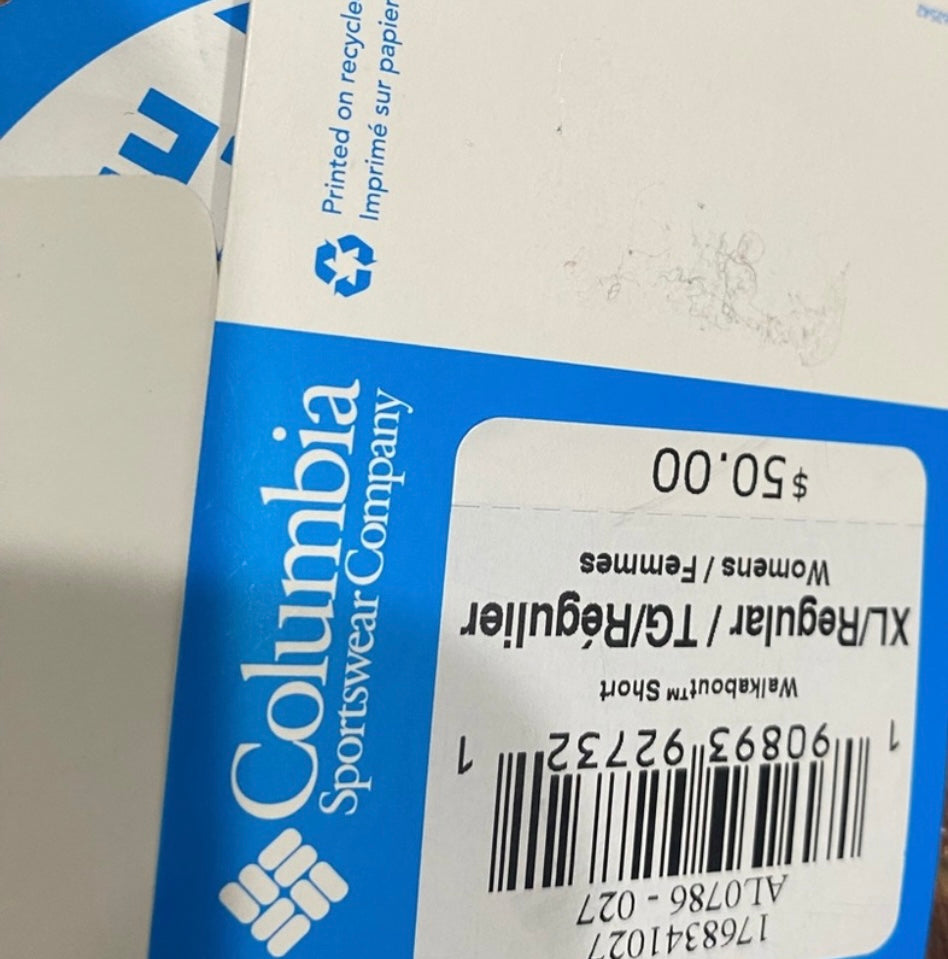 Printed on recycle
Imprimé sur papier
Columbia
Sportswear Company
1768341027
AL0786 - 027
1 90893 92732 1
Walkabout™ Short
XL/Regular / TG/Régulier
Womens / Femmes
$50.00